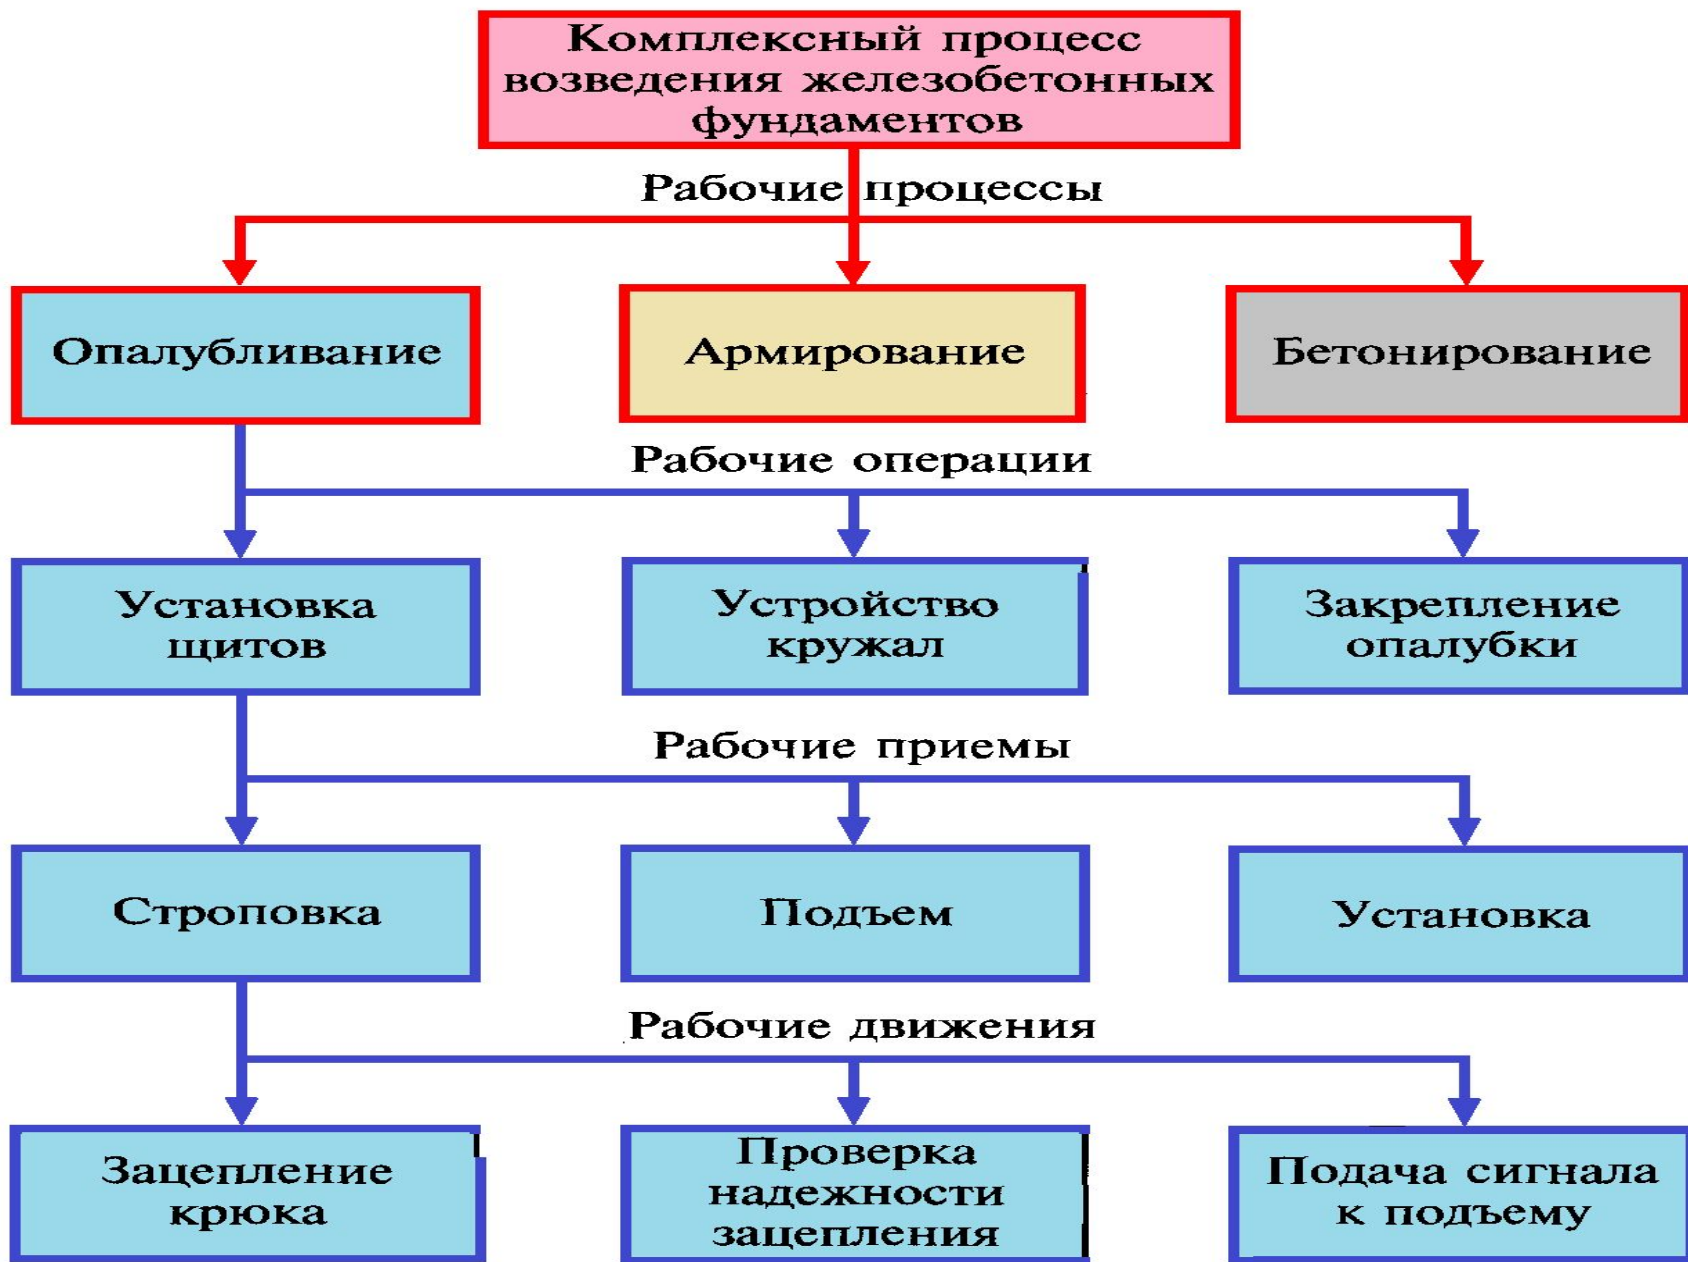 Комплексный процесс
возведения железобетонных
фундаментов
Рабочие процессы
Опалубливание
Армирование
Бетонирование
Рабочие операции
Установка
щитов
Устройство
кружал
Закрепление
опалубки
Рабочие приемы
Строповка
Подъем
Установка
Рабочие движения
Зацепление
крюка
Проверка
надежности
зацепления
Подача сигнала
к подъему